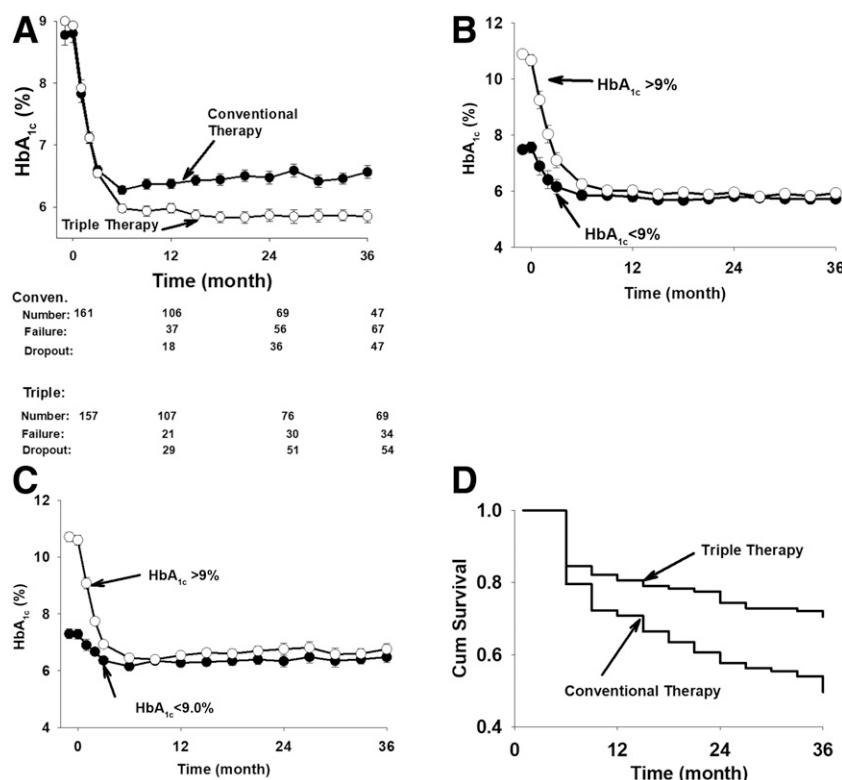 A
HbA1c (%)
9
8
7
6
Conventional
Therapy
Triple Therapy
0 12 24 36
Time (month)
Conven.
Number: 161 106 69 47
Failure: 37 56 67
Dropout: 18 36 47
Triple:
Number: 157 107 76 69
Failure: 21 30 34
Dropout: 29 51 54
B
HbA1c (%)
12
10
8
6
4
HbA1c >9%
HbA1c<9%
0 12 24 36
Time (month)
C
HbA1c (%)
12
10
8
6
4
HbA1c >9%
HbA1c<9.0%
0 12 24 36
Time (month)
D
Cum Survival
1.0
0.8
0.6
0.4
Triple Therapy
Conventional Therapy
0 12 24 36
Time (month)